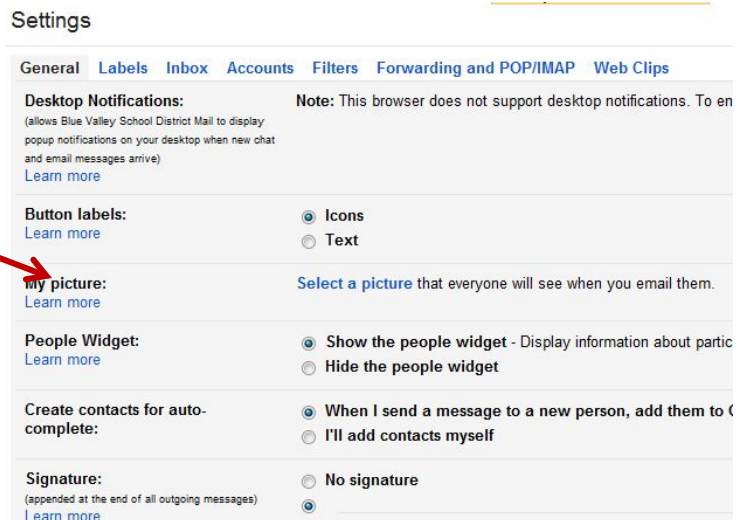 Settings
General Labels Inbox Accounts Filters Forwarding and POP/IMAP Web Clips
Desktop Notifications: Note: This browser does not support desktop notifications. To en
(allows Blue Valley School District Mail to display
popup notifications on your desktop when new chat
and email messages arrive)
Learn more
Button labels: Icons
Learn more
Text
My picture: Select a picture that everyone will see when you email them.
Learn more
People Widget: Show the people widget - Display information about partic
Learn more
Hide the people widget
Create contacts for auto- When I send a message to a new person, add them to
complete:
I'll add contacts myself
Signature: No signature
(appended at the end of all outgoing messages)
Learn more